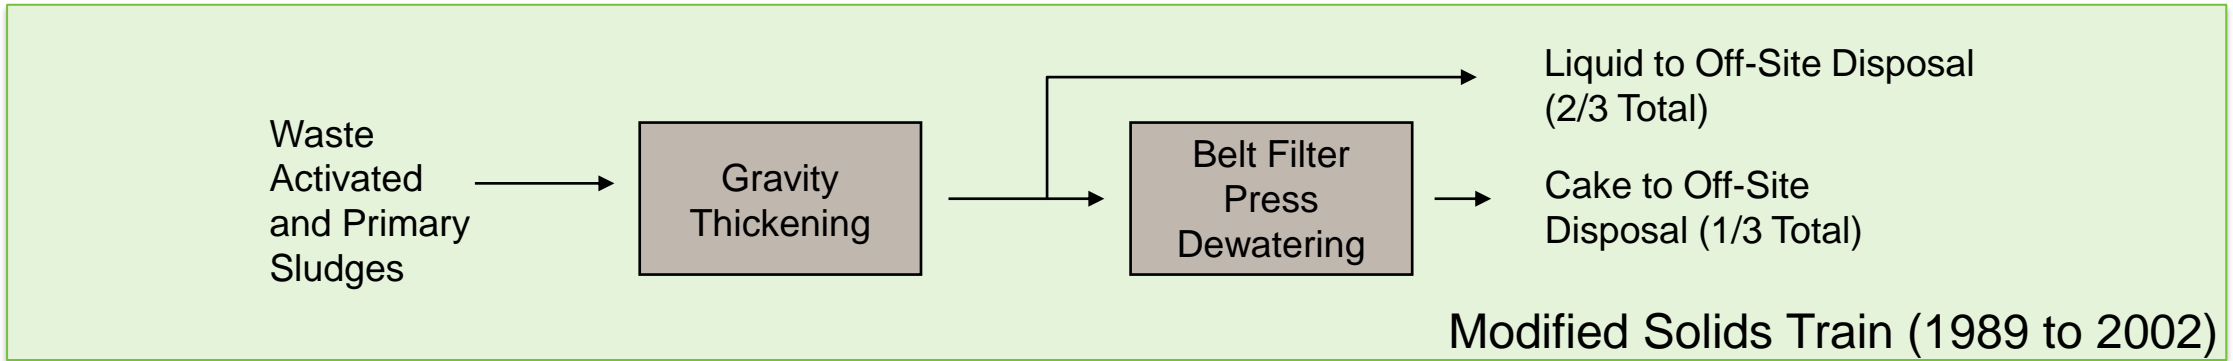 Waste
Activated
and Primary
Sludges
Gravity
Thickening
Belt Filter
Press
Dewatering
Liquid to Off-Site Disposal
(2/3 Total)
Cake to Off-Site
Disposal (1/3 Total)
Modified Solids Train (1989 to 2002)